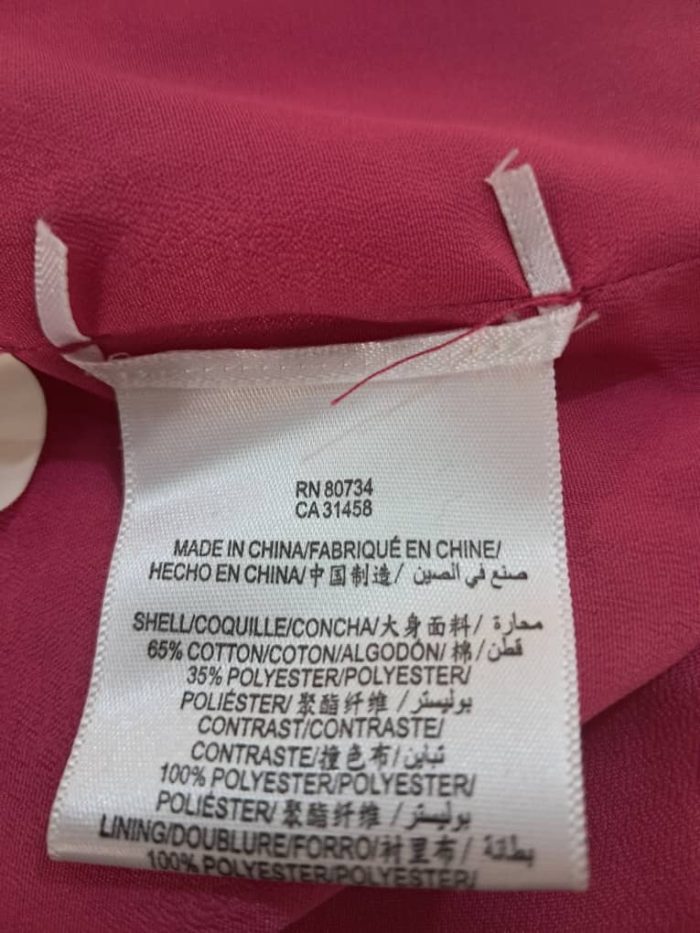 RN 80734
CA 31458
MADE IN CHINA/FABRIQUÉ EN CHINE/
HECHO EN CHINA/中国制造/ صنع في الصين
SHELL/COQUILLE/CONCHA/大身面料/ محارة
65% COTTON/COTON/ALGODÓN/ 棉/قطن
35% POLYESTER/POLYESTER/
POLIÉSTER/ 聚酯纤维 /بوليستر
CONTRAST/CONTRASTE/
CONTRASTE/撞色布/تباين
100% POLYESTER/POLYESTER/
POLIÉSTER/ 聚酯纤维 /بوليستر
LINING/DOUBLURE/FORRO/衬里布/ بطانة
100% POLYESTER/POLYESTER/